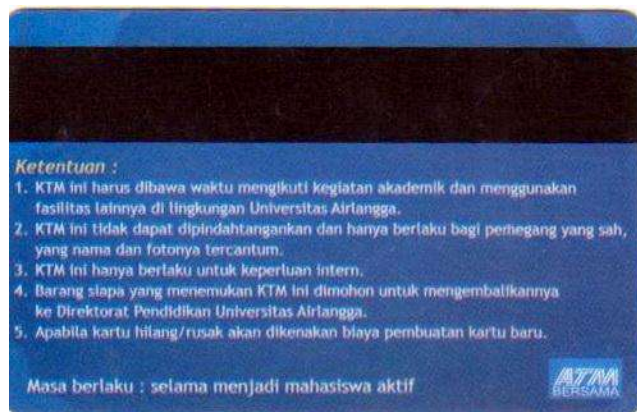 Ketentuan :
1. KTM ini harus dibawa waktu mengikuti kegiatan akademik dan menggunakan
fasilitas lainnya di lingkungan Universitas Airlangga.
2. KTM ini tidak dapat dipindahtangankan dan hanya berlaku bagi pemegang yang sah,
yang nama dan fotonya tercantum.
3. KTM ini hanya berlaku untuk keperluan intern.
4. Barang siapa yang menemukan KTM ini dimohon untuk mengembalikannya
ke Direktorat Pendidikan Universitas Airlangga.
5. Apabila kartu hilang/rusak akan dikenakan biaya pembuatan kartu baru.
Masa berlaku : selama menjadi mahasiswa aktif
ATM
BERSAMA